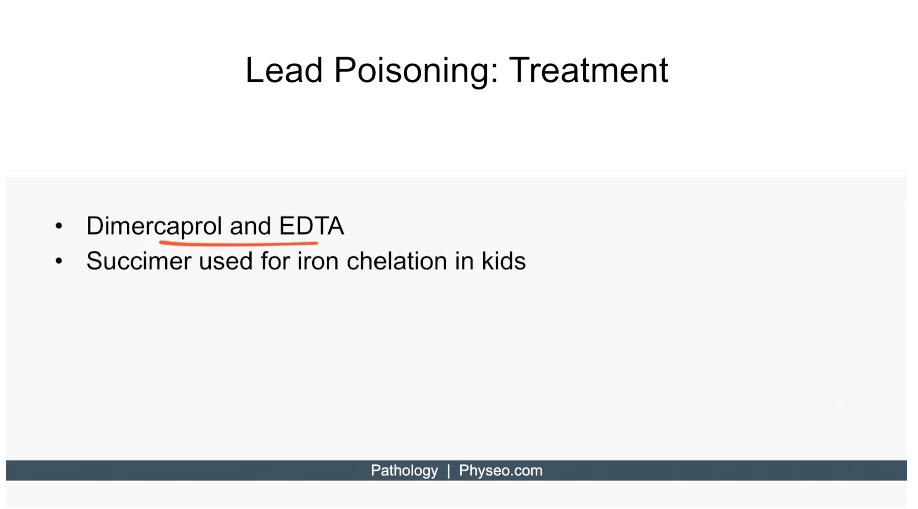 Lead Poisoning: Treatment
• Dimercaprol and EDTA
• Succimer used for iron chelation in kids
Pathology | Physeo.com